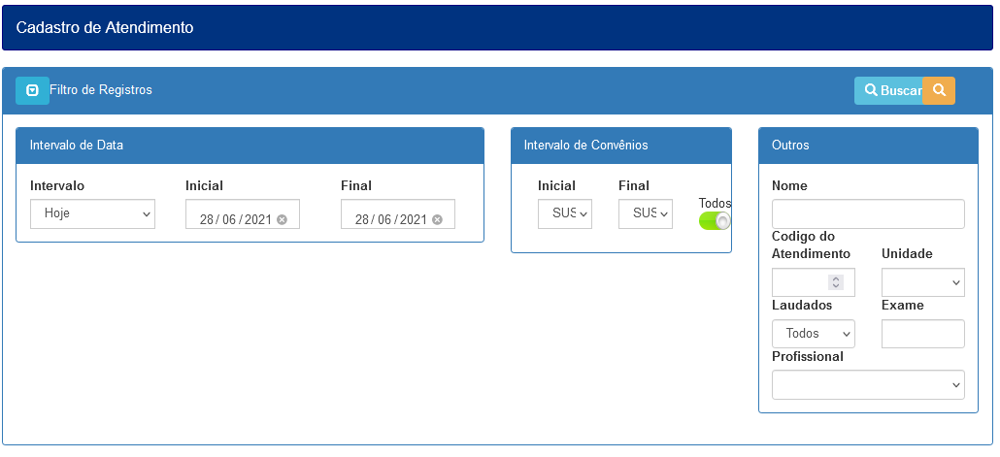 Cadastro de Atendimento
Filtro de Registros
Buscar
Intervalo de Data
Intervalo
Inicial
Final
Hoje
28/06/2021
28/06/2021
Intervalo de Convênios
Inicial
Final
SUS
SUS
Todos
Outros
Nome
Codigo do
Atendimento
Unidade
Laudados
Exame
Todos
Profissional